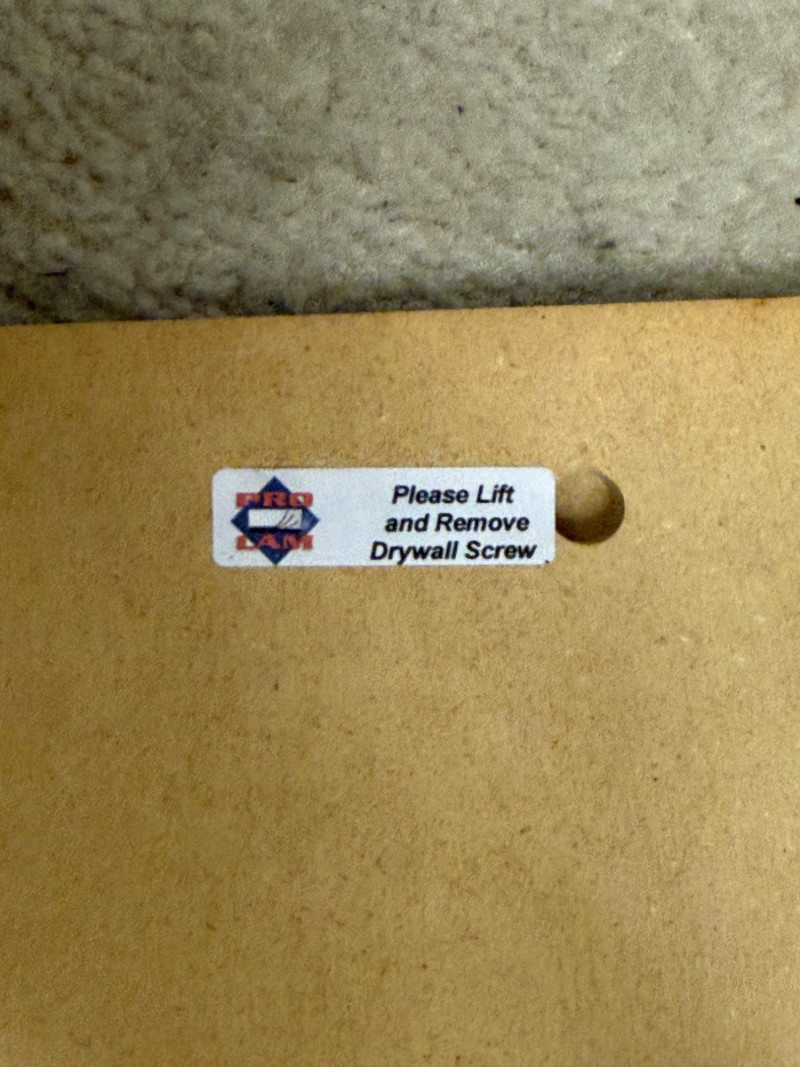 PRO
LAM
Please Lift
and Remove
Drywall Screw